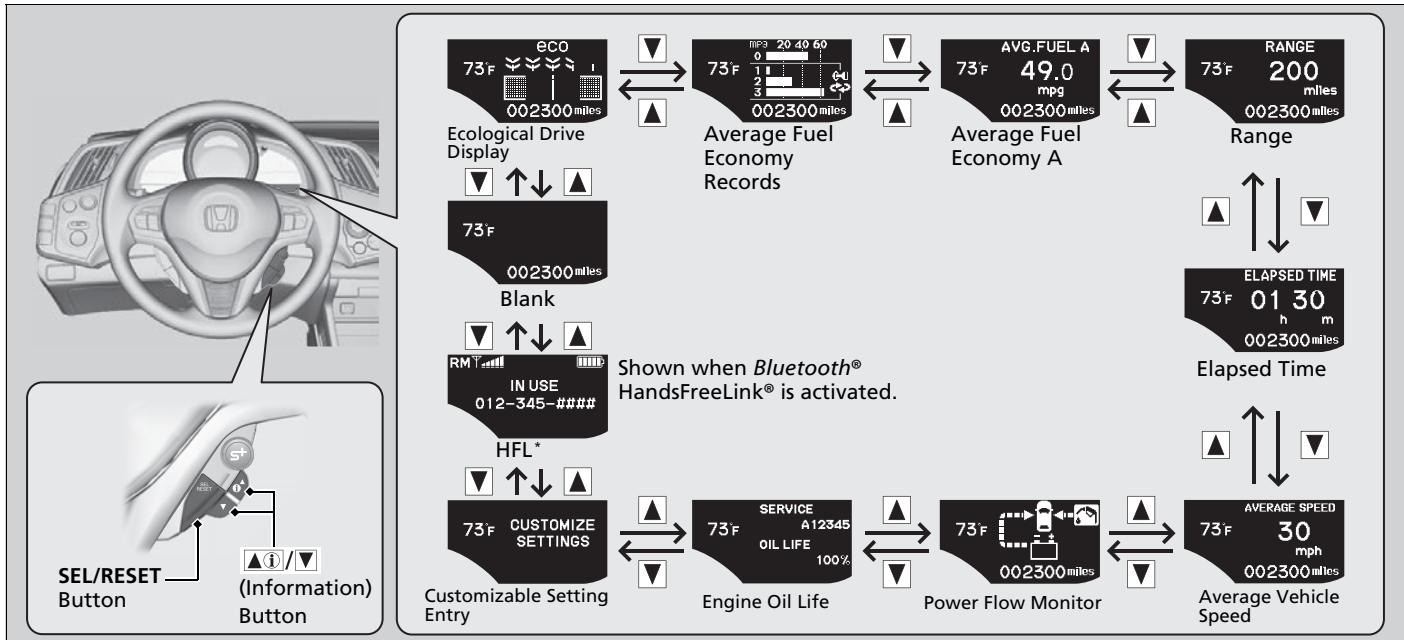 eco
73°F
002300 miles
Ecological Drive
Display
▼
▲
mpg 20 40 60
0
1
2
3
73°F
002300 miles
Average Fuel
Economy
Records
▼
▲
AVG.FUEL A
73°F
49.0
mpg
002300 miles
Average Fuel
Economy A
▼
▲
RANGE
73°F
200
miles
002300 miles
Range
▼ ▲
73°F
002300 miles
Blank
▲ ▼
ELAPSED TIME
73°F
01 30
h m
002300 miles
Elapsed Time
▼ ▲
RM
IN USE
012-345-####
HFL*
Shown when Bluetooth®
HandsFreeLink® is activated.
▲ ▼
▼ ▲
73°F
CUSTOMIZE
SETTINGS
Customizable Setting
Entry
▲
▼
SERVICE
A12345
73°F
OIL LIFE
100%
Engine Oil Life
▲
▼
73°F
- +
002300 miles
Power Flow Monitor
▲
▼
AVERAGE SPEED
73°F
30
mph
002300 miles
Average Vehicle
Speed
S+
SEL
RESET
i ▲
▼
SEL/RESET
Button
▲ i / ▼
(Information)
Button